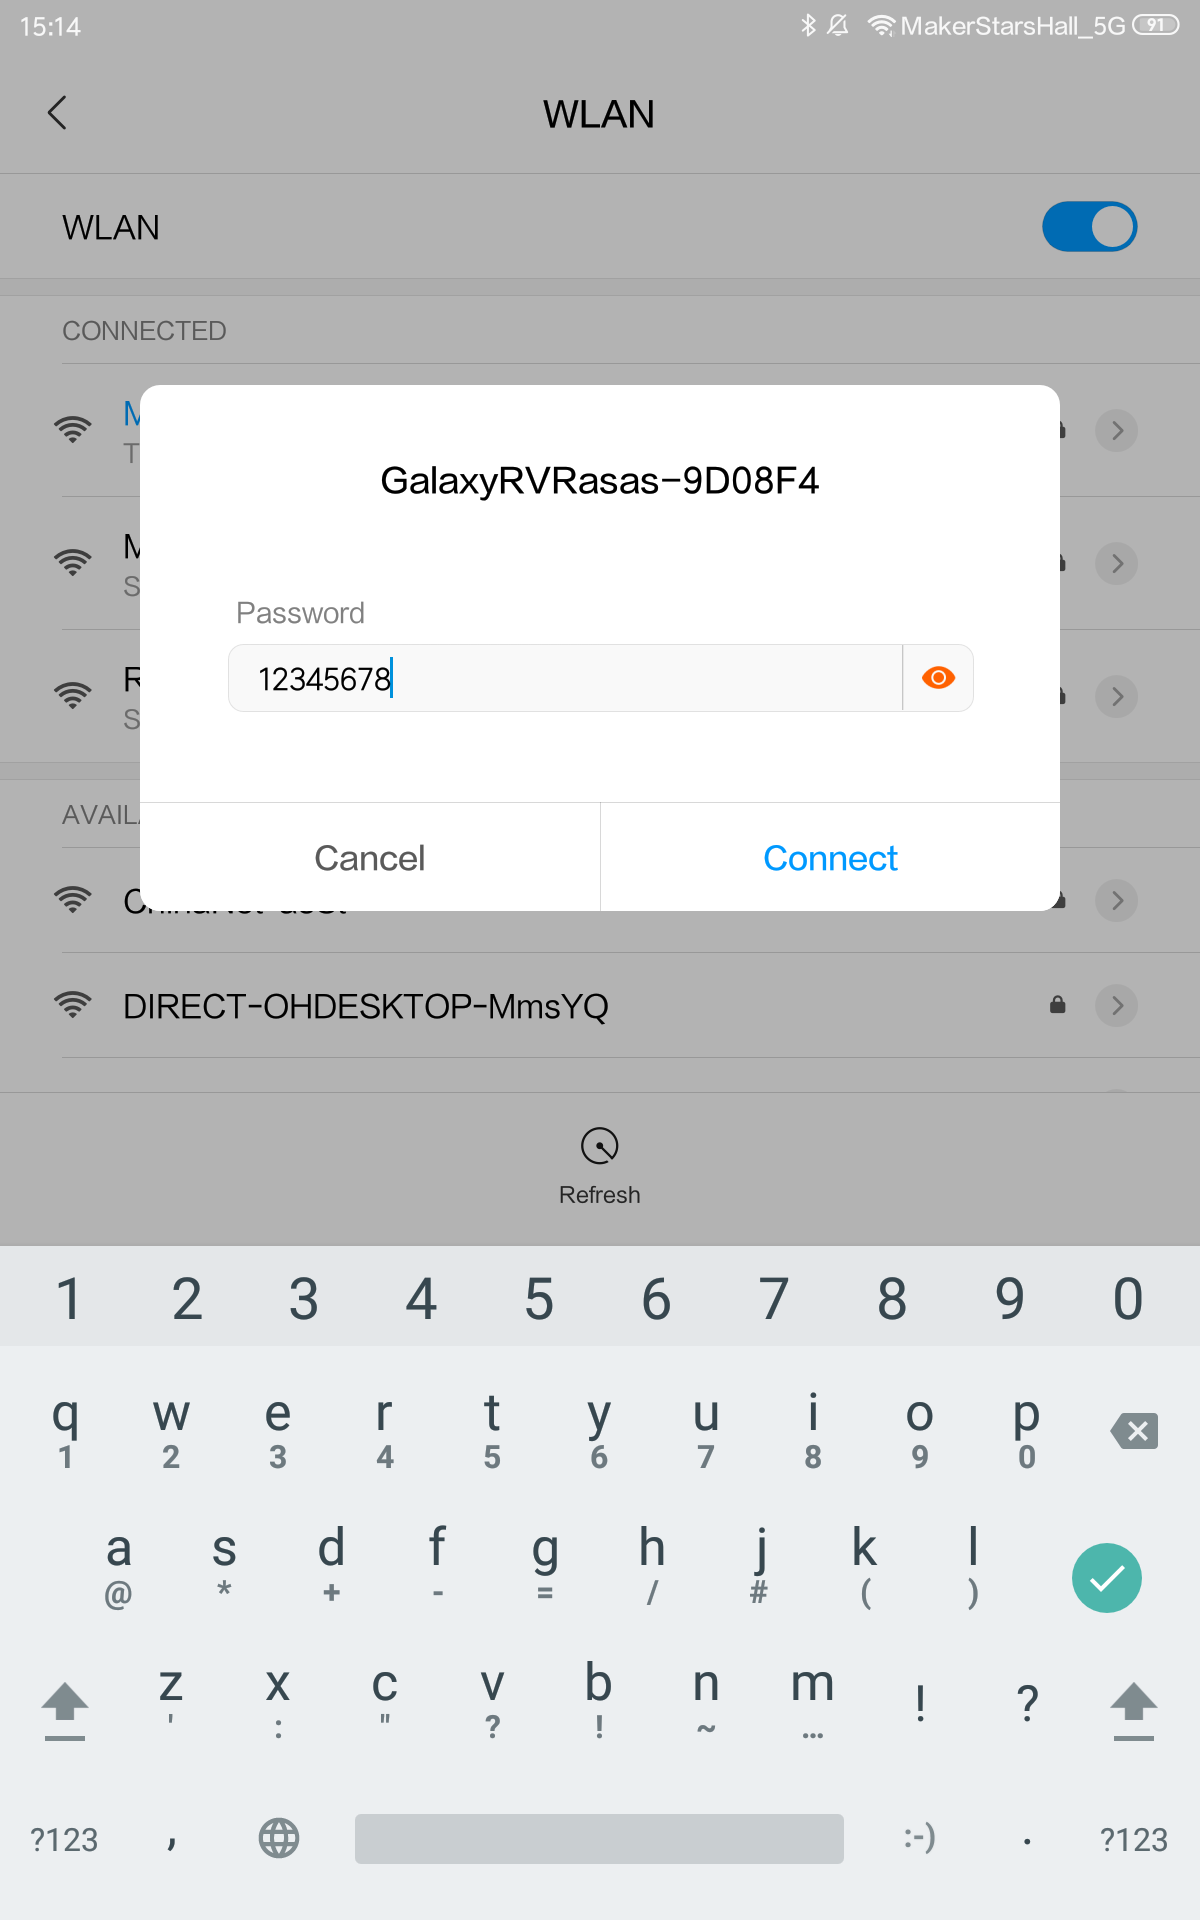 15:14
MakerStarsHall_5G 91
WLAN
WLAN
CONNECTED
GalaxyRVRasas-9D08F4
Password
12345678
Cancel
Connect
DIRECT-OHDESKTOP-MmsYQ
Refresh
1 2 3 4 5 6 7 8 9 0
q w e r t y u i o p
1 2 3 4 5 6 7 8 9 0
a s d f g h j k l
@ * + - = / # ( )
z x c v b n m ! ?
' : " ? ! ~ …
?123 , :-) . ?123